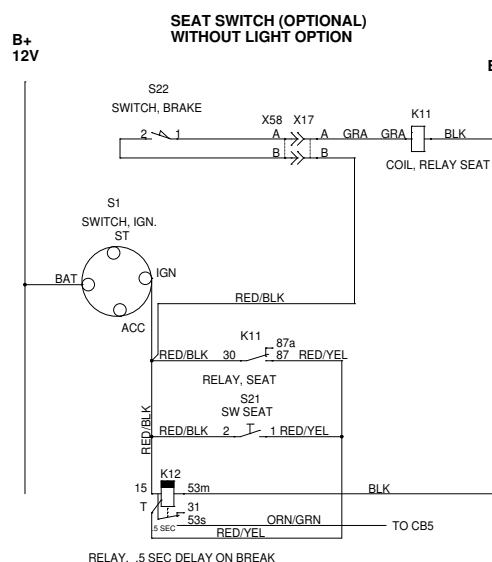 SEAT SWITCH (OPTIONAL)
WITHOUT LIGHT OPTION
B+
12V
S22
SWITCH, BRAKE
X58 X17
K11
2 1
A A GRA GRA BLK
B B
COIL, RELAY SEAT
S1
SWITCH, IGN.
ST
BAT
IGN
ACC
RED/BLK
K11
87a
RED/BLK 30 87 RED/YEL
RELAY, SEAT
S21
SW SEAT
RED/BLK
RED/BLK 2 1 RED/YEL
K12
15 53m BLK
T 31
.5 SEC 53s ORN/GRN TO CB5
RED/YEL
RELAY, .5 SEC DELAY ON BREAK